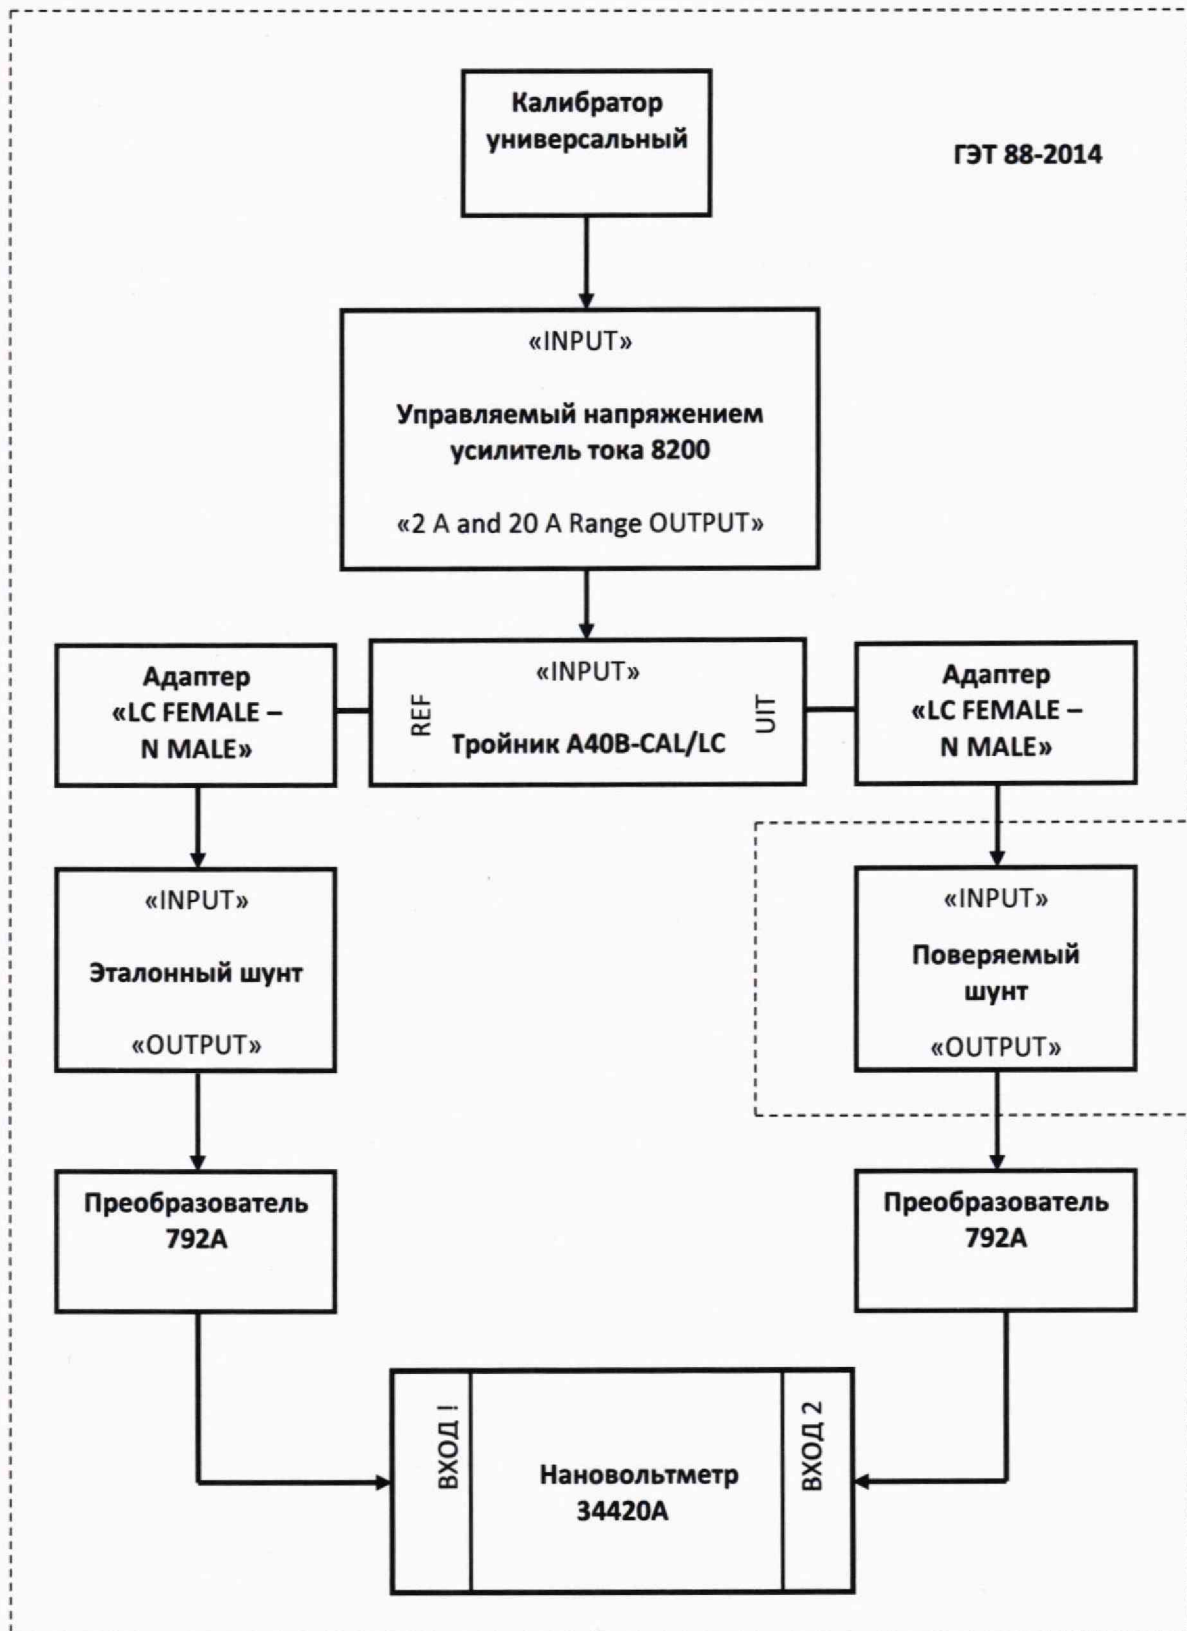 Калибратор
универсальный
ГЭТ 88-2014
«INPUT»
Управляемый напряжением
усилитель тока 8200
«2 A and 20 A Range OUTPUT»
Адаптер
«LC FEMALE –
N MALE»
REF
«INPUT»
Тройник A40B-CAL/LC
UIT
Адаптер
«LC FEMALE –
N MALE»
«INPUT»
Эталонный шунт
«OUTPUT»
«INPUT»
Поверяемый
шунт
«OUTPUT»
Преобразователь
792A
Преобразователь
792A
ВХОД !
Нановольтметр
34420A
ВХОД 2